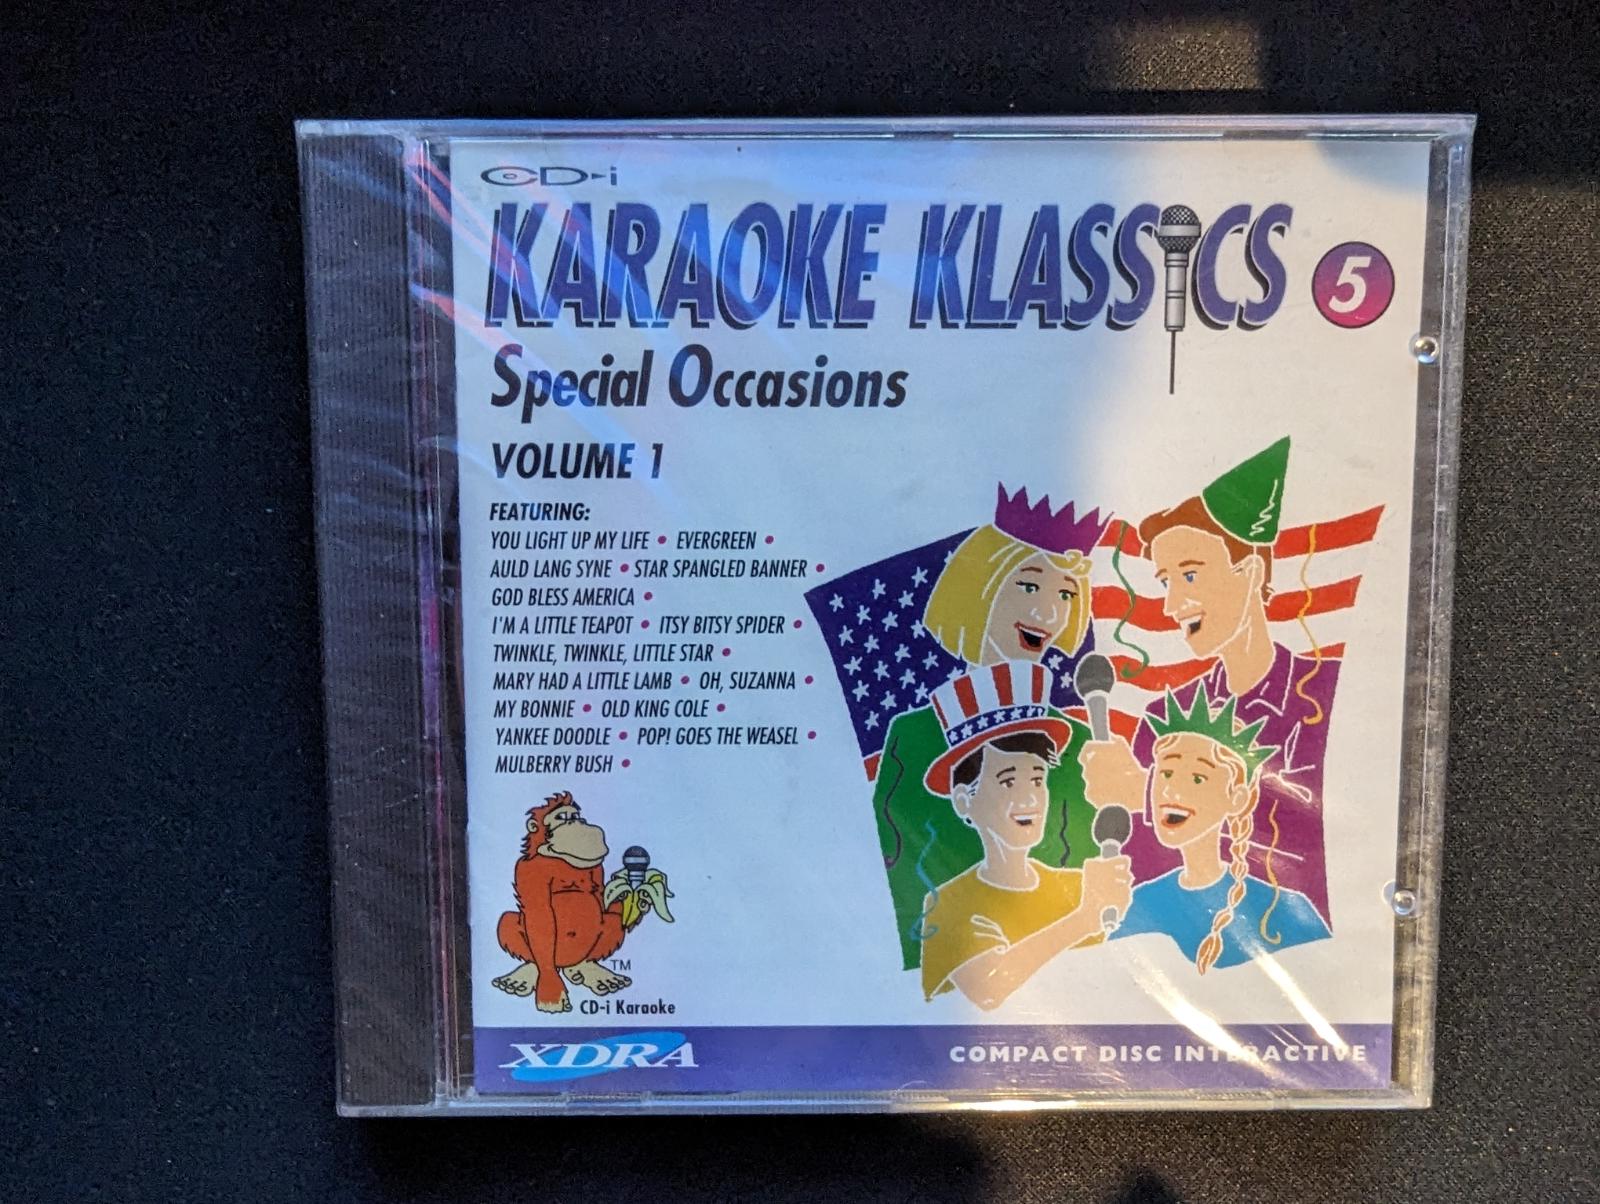 CD-i
KARAOKE KLASSICS 5
Special Occasions
VOLUME 1
FEATURING:
YOU LIGHT UP MY LIFE • EVERGREEN •
AULD LANG SYNE • STAR SPANGLED BANNER •
GOD BLESS AMERICA •
I'M A LITTLE TEAPOT • ITSY BITSY SPIDER •
TWINKLE, TWINKLE, LITTLE STAR •
MARY HAD A LITTLE LAMB • OH, SUZANNA •
MY BONNIE • OLD KING COLE •
YANKEE DOODLE • POP! GOES THE WEASEL •
MULBERRY BUSH •
TM
CD-i Karaoke
XDRA
COMPACT DISC INTERACTIVE